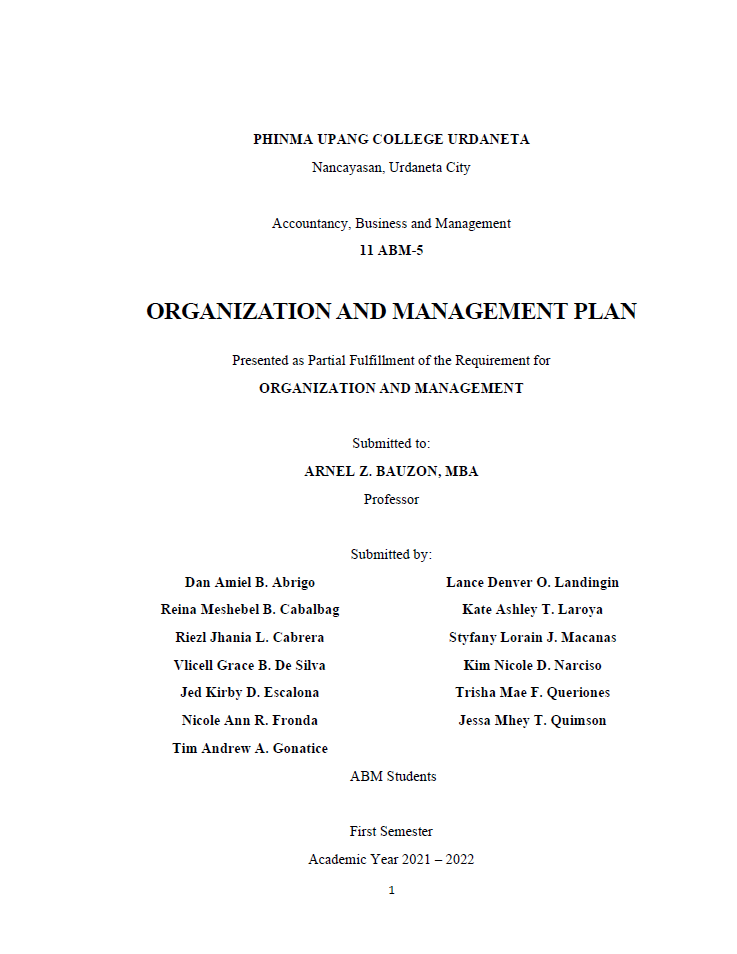 PHINMA UPANG COLLEGE URDANETA
Nancayasan, Urdaneta City
Accountancy, Business and Management
11 ABM-5
ORGANIZATION AND MANAGEMENT PLAN
Presented as Partial Fulfillment of the Requirement for
ORGANIZATION AND MANAGEMENT
Submitted to:
ARNEL Z. BAUZON, MBA
Professor
Submitted by:
Dan Amiel B. Abrigo
Reina Meshebel B. Cabalbag
Riezl Jhania L. Cabrera
Vlicell Grace B. De Silva
Jed Kirby D. Escalona
Nicole Ann R. Fronda
Tim Andrew A. Gonatice
Lance Denver O. Landingin
Kate Ashley T. Laroya
Styfany Lorain J. Macanas
Kim Nicole D. Narciso
Trisha Mae F. Queriones
Jessa Mhey T. Quimson
ABM Students
First Semester
Academic Year 2021 – 2022
1